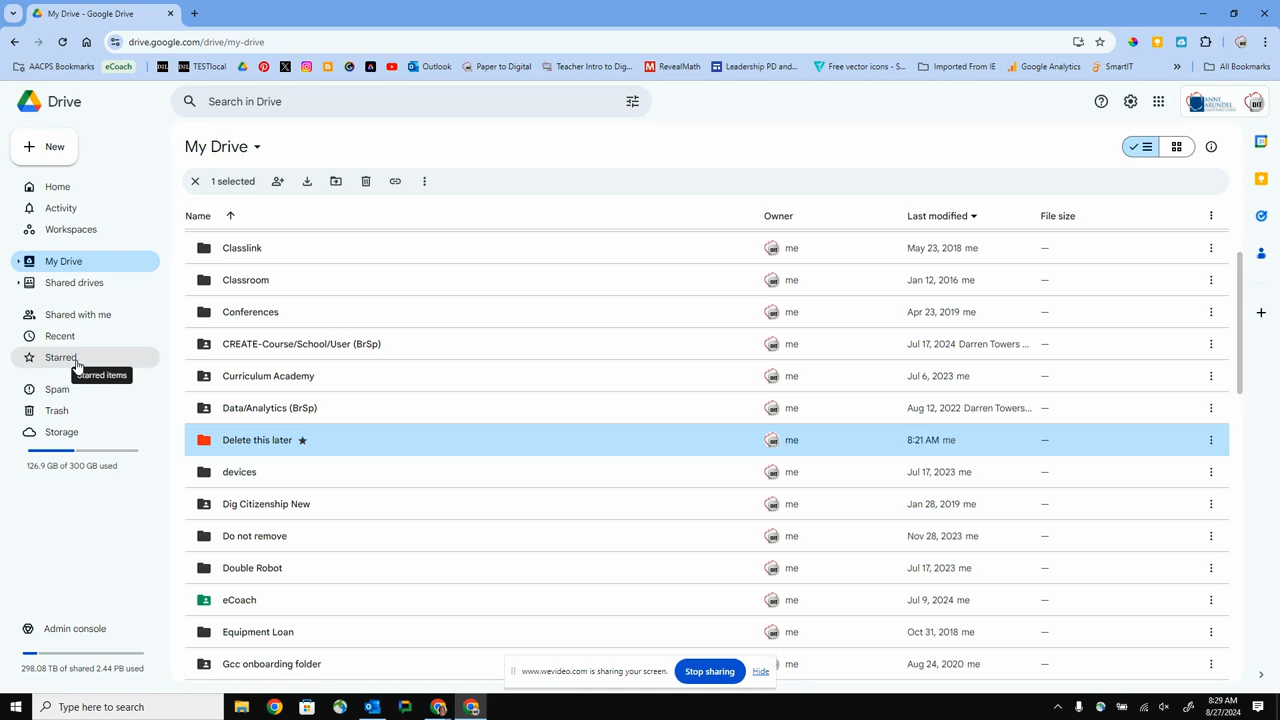 My Drive - Google Drive
drive.google.com/drive/my-drive
AACPS Bookmarks eCoach TESTlocal Outlook Paper to Digital Teacher Intro to Dig... RealMath Leadership PD and... Free vector icons - S... Imported From IE Google Analytics SmartIT » All Bookmarks
Drive
Search in Drive
ANNE ARUNDEL
DIT
New
My Drive
1 selected
Home
Activity
Workspaces
My Drive
Shared drives
Shared with me
Recent
Starred
Starred items
Spam
Trash
Storage
126.9 GB of 300 GB used
Admin console
298.08 TB of shared 2.44 PB used
Name Owner Last modified File size
Classlink me May 23, 2018 me —
Classroom me Jan 12, 2016 me —
Conferences me Apr 23, 2019 me —
CREATE-Course/School/User (BrSp) me Jul 17, 2024 Darren Towers ... —
Curriculum Academy me Jul 6, 2023 me —
Data/Analytics (BrSp) me Aug 12, 2022 Darren Towers... —
Delete this later me 8:21 AM me —
devices me Jul 17, 2023 me —
Dig Citizenship New me Jan 28, 2019 me —
Do not remove me Nov 28, 2023 me —
Double Robot me Jul 17, 2023 me —
eCoach me Jul 9, 2024 me —
Equipment Loan me Oct 31, 2018 me —
Gcc onboarding folder me Aug 24, 2020 me —
www.wevideo.com is sharing your screen. Stop sharing Hide
Type here to search
8:29 AM
8/27/2024